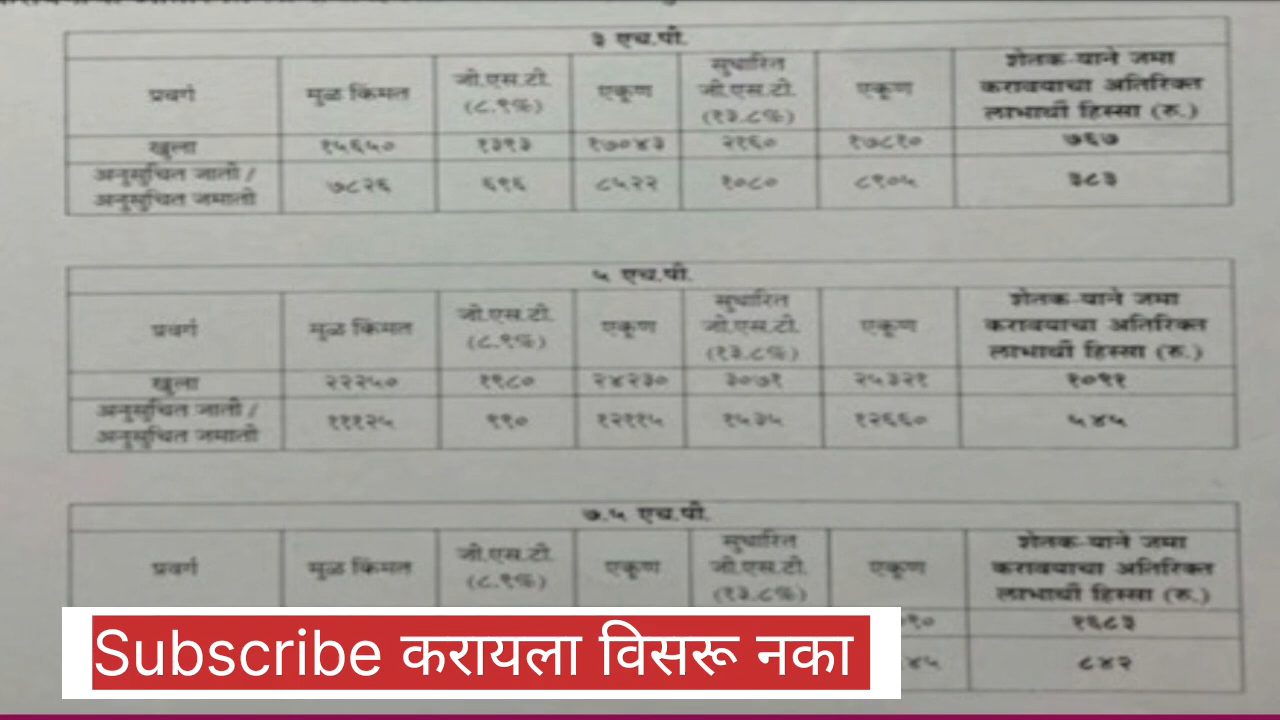 ३ एच.पी.
प्रवर्ग मुळ किंमत जी.एस.टी. (८.९%) एकूण सुधारित जी.एस.टी. (१३.८%) एकूण शेतक-याने जमा करावयाचा अतिरिक्त लाभार्थी हिस्सा (रु.)
खुला १५६५० १३९३ १७०४३ २१६० १७८१० ७६७
अनुसुचित जाती / अनुसुचित जमाती ७८२६ ६९६ ८५२२ १०८० ८९०५ ३८३
५ एच.पी.
प्रवर्ग मुळ किंमत जी.एस.टी. (८.९%) एकूण सुधारित जी.एस.टी. (१३.८%) एकूण शेतक-याने जमा करावयाचा अतिरिक्त लाभार्थी हिस्सा (रु.)
खुला २२२५० १९८० २४२३० ३०७१ २५३२१ १०९१
अनुसुचित जाती / अनुसुचित जमाती १११२५ ९९० १२११५ १५३५ १२६६० ५४५
७.५ एच.पी.
प्रवर्ग मुळ किंमत जी.एस.टी. (८.९%) एकूण सुधारित जी.एस.टी. (१३.८%) एकूण शेतक-याने जमा करावयाचा अतिरिक्त लाभार्थी हिस्सा (रु.)
१६८३
८४२
Subscribe करायला विसरू नका